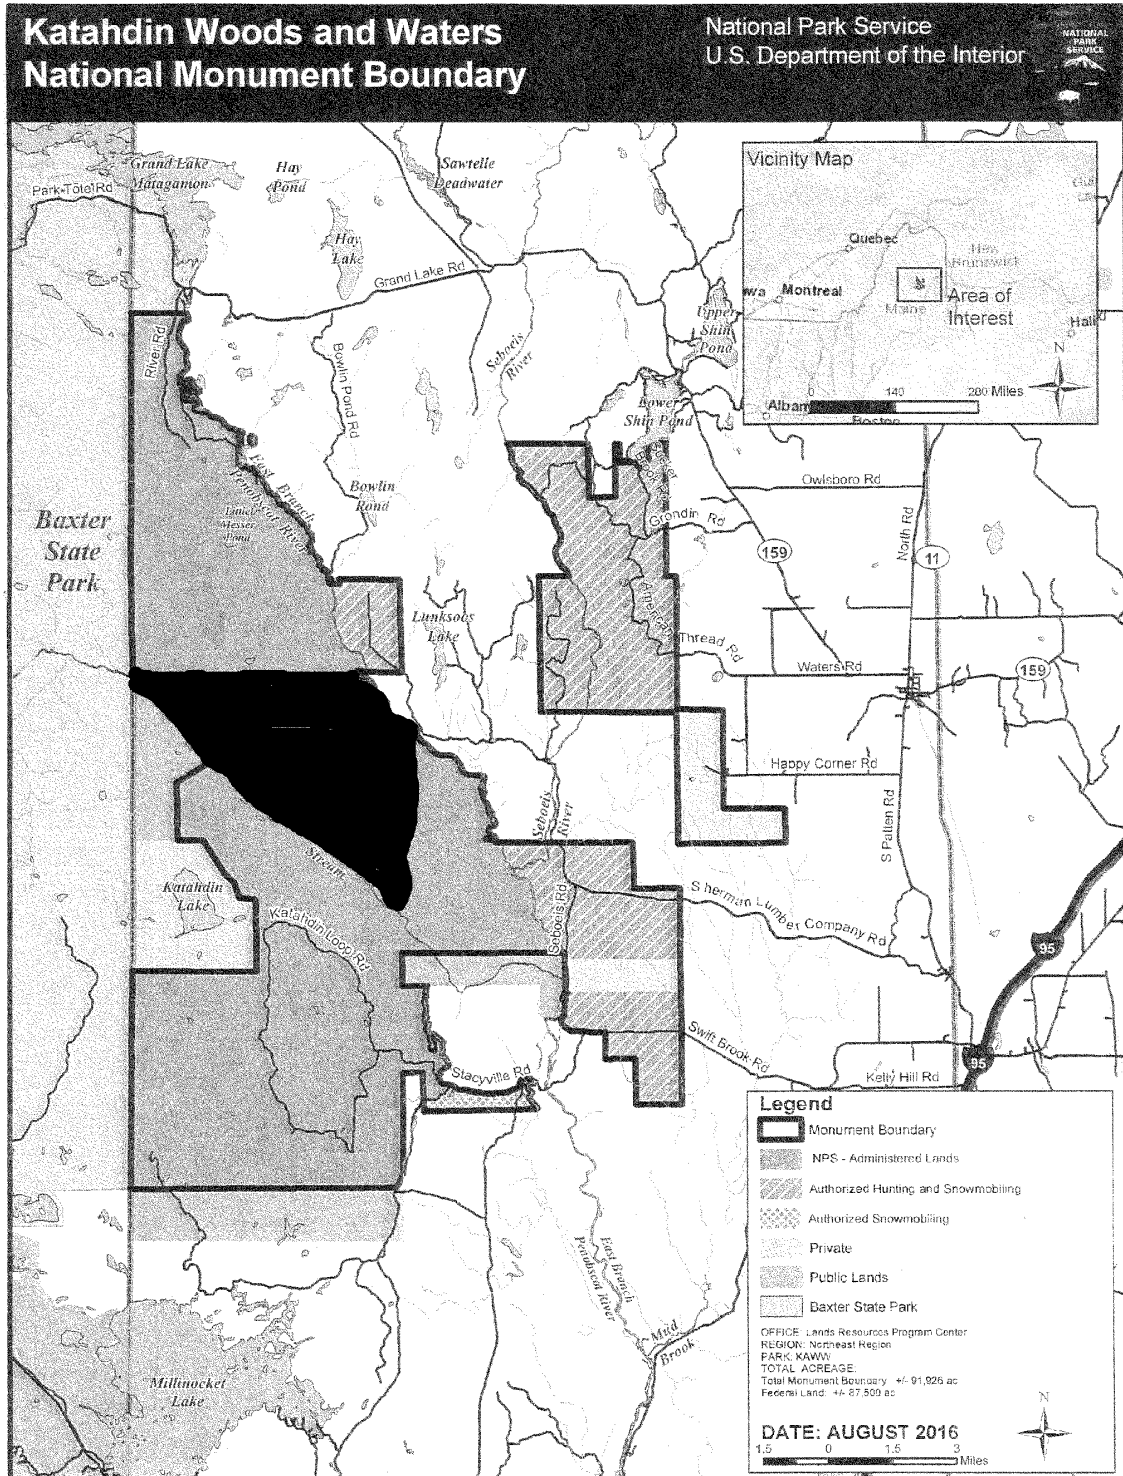 Katahdin Woods and Waters
National Monument Boundary
National Park Service
U.S. Department of the Interior
NATIONAL
PARK
SERVICE
Grand Lake
Matagamon
Park Tote Rd
Hay
Pond
Sawtelle
Deadwater
Hay
Lake
Grand Lake Rd
Vicinity Map
Quebec
New
Brunswick
Montreal
Maine
Area of
Interest
N
0 140 280 Miles
Boston
Upper
Shin
Pond
River Rd
Bowlin Pond Rd
Seboeis
River
Lower
Shin Pond
Owlsboro Rd
East Branch
Penobscot River
Messer
Pond
Bowlin
Pond
Grondin Rd
North Rd
159
11
Baxter
State
Park
Lunksoos
Lake
Thread Rd
Waters Rd
159
Happy Corner Rd
Seboeis
River
S Patten Rd
Stream
Katahdin
Lake
Katahdin Loop Rd
Seboeis Rd
Sherman Lumber Company Rd
95
Swift Brook Rd
Stacyville Rd
95
Kelly Hill Rd
East Branch
Penobscot River
Mud
Brook
Millinocket
Lake
Legend
Monument Boundary
NPS - Administered Lands
Authorized Hunting and Snowmobiling
Authorized Snowmobiling
Private
Public Lands
Baxter State Park
OFFICE: Lands Resources Program Center
REGION: Northeast Region
PARK: KAWW
TOTAL ACREAGE:
Total Monument Boundary +/- 91,926 ac
Federal Land: +/- 87,500 ac
N
DATE: AUGUST 2016
1.5 0 1.5 3
Miles